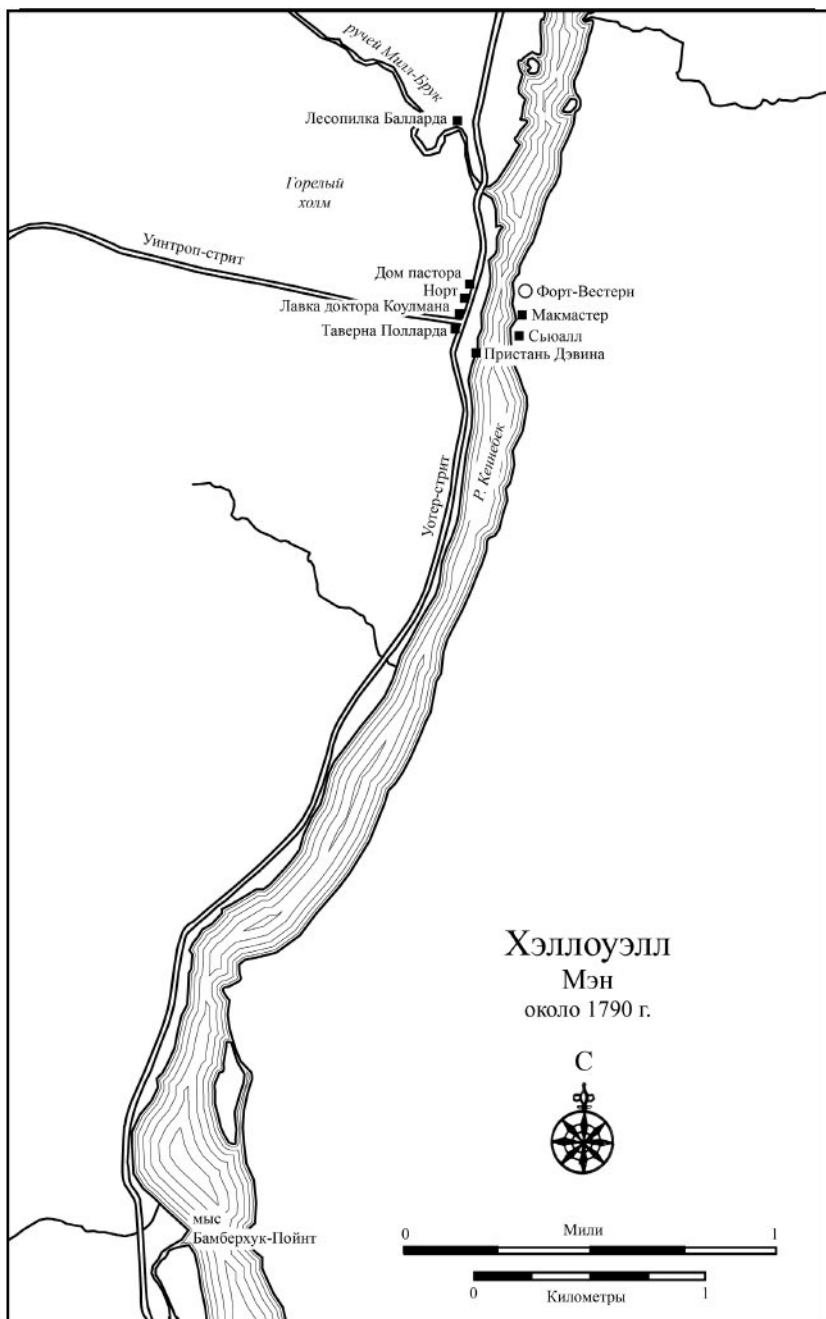 ручей Милл-Брук
Лесопилка Балларда
Горелый
холм
Уинтроп-стрит
Дом пастора
Норт
Форт-Вестерн
Лавка доктора Коулмана
Макмастер
Таверна Полларда
Сьюалл
Пристань Дэвина
Р. Кеннебек
Уотер-стрит
Хэллоуэлл
Мэн
около 1790 г.
С
мыс
Бамберхук-Пойнт
0 Мили 1
0 Километры 1